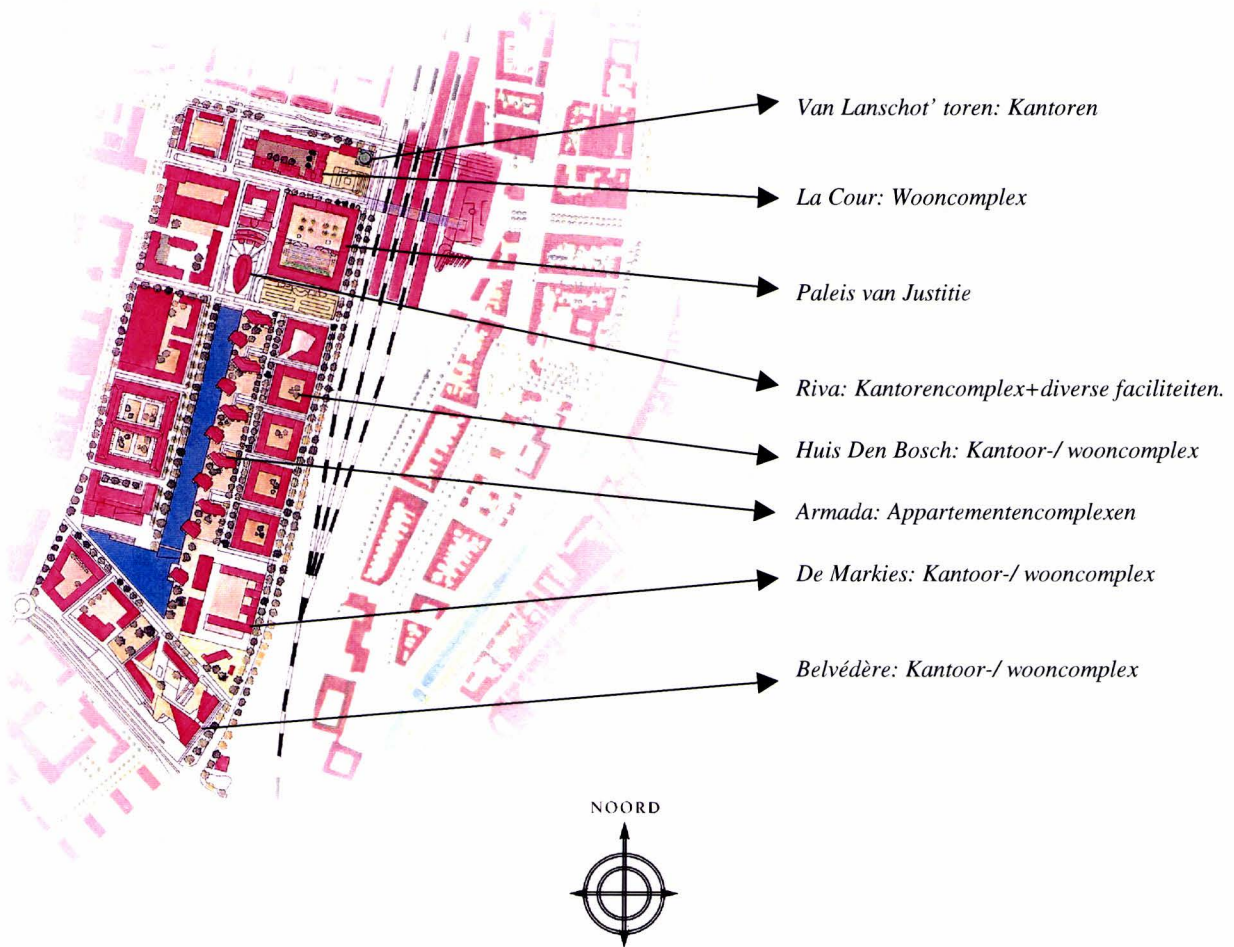 Van Lanschot' toren: Kantoren
La Cour: Wooncomplex
Paleis van Justitie
Riva: Kantorencomplex+diverse faciliteiten.
Huis Den Bosch: Kantoor-/ wooncomplex
Armada: Appartementencomplexen
De Markies: Kantoor-/ wooncomplex
Belvédère: Kantoor-/ wooncomplex
NOORD